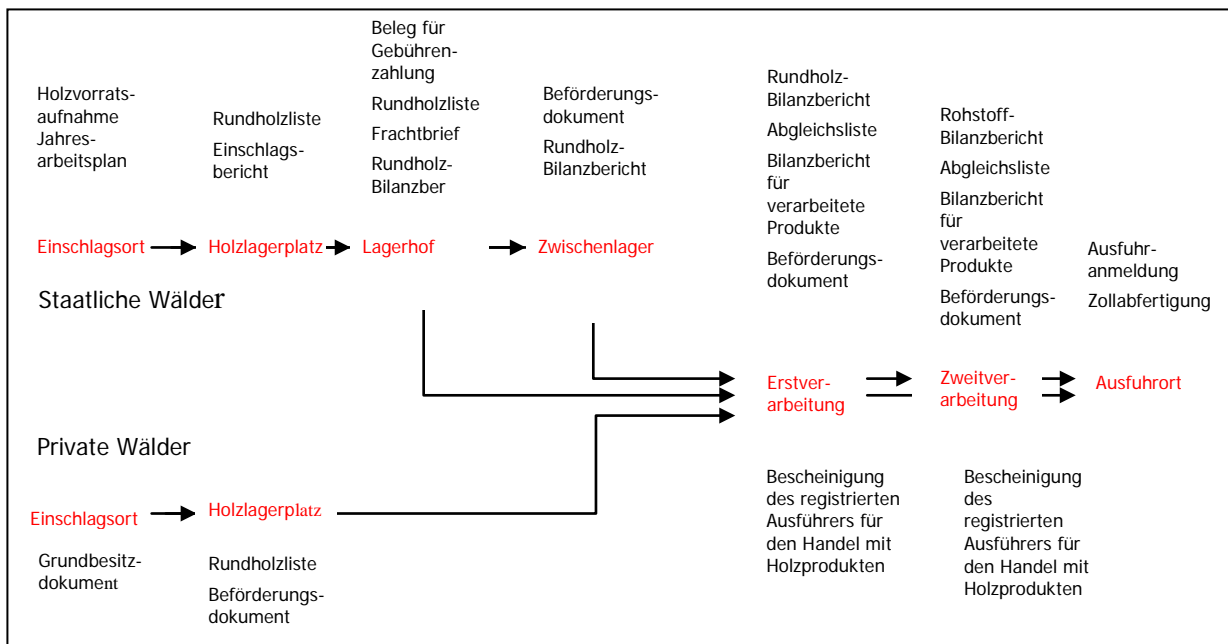 Holzvorrats-
aufnahme
Jahres-
arbeitsplan
Rundholzliste
Einschlags-
bericht
Beleg für
Gebühren-
zahlung
Rundholzliste
Frachtbrief
Rundholz-
Bilanzber
Beförderungs-
dokument
Rundholz-
Bilanzbericht
Rundholz-
Bilanzbericht
Abgleichsliste
Bilanzbericht
für
verarbeitete
Produkte
Beförderungs-
dokument
Rohstoff-
Bilanzbericht
Abgleichsliste
Bilanzbericht
für
verarbeitete
Produkte
Beförderungs-
dokument
Ausfuhr-
anmeldung
Zollabfertigung
Einschlagsort
Holzlagerplatz
Lagerhof
Zwischenlager
Staatliche Wälder
Erstver-
arbeitung
Zweitver-
arbeitung
Ausfuhrort
Private Wälder
Einschlagsort
Holzlagerplatz
Grundbesitz-
dokument
Rundholzliste
Beförderungs-
dokument
Bescheinigung
des registrierten
Ausführers für
den Handel mit
Holzprodukten
Bescheinigung
des
registrierten
Ausführers für
den Handel mit
Holzprodukten